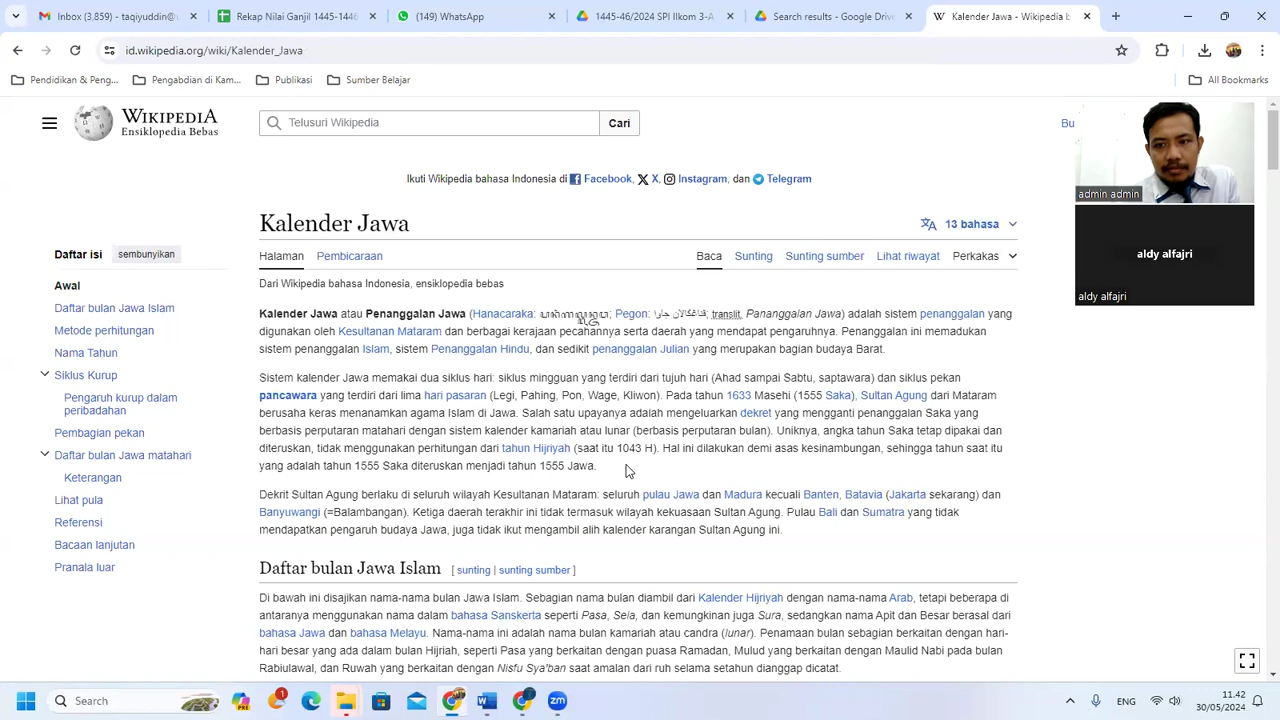 Inbox (3.859) - taqiyuddin@s
Rekap Nilai Ganjil 1445-1446
(149) WhatsApp
1445-46/1024 SPI Ilkom 3-A
Search results - Google Drive
Kalender Jawa - Wikipedia b
id.wikipedia.org/wiki/Kalender_Jawa
Pendidikan & Peng...
Pengabdian di Kam...
Publikasi
Sumber Belajar
All Bookmarks
WIKIPEDIA
Ensiklopedia Bebas
Telusuri Wikipedia
Cari
Bu
Ikuti Wikipedia bahasa Indonesia di Facebook, X, Instagram, dan Telegram
admin admin
aldy alfajri
aldy alfajri
Kalender Jawa
13 bahasa
Daftar isi sembunyikan
Halaman Pembicaraan
Baca Sunting Sunting sumber Lihat riwayat Perkakas
Awal
Daftar bulan Jawa Islam
Metode perhitungan
Nama Tahun
Siklus Kurup
Pengaruh kurup dalam
peribadahan
Pembagian pekan
Daftar bulan Jawa matahari
Keterangan
Lihat pula
Referensi
Bacaan lanjutan
Pranala luar
Dari Wikipedia bahasa Indonesia, ensiklopedia bebas
Kalender Jawa atau Penanggalan Jawa (Hanacaraka: ; Pegon: ; translit. Pananggalan Jawa) adalah sistem penanggalan yang
digunakan oleh Kesultanan Mataram dan berbagai kerajaan pecahannya serta daerah yang mendapat pengaruhnya. Penanggalan ini memadukan
sistem penanggalan Islam, sistem Penanggalan Hindu, dan sedikit penanggalan Julian yang merupakan bagian budaya Barat.
Sistem kalender Jawa memakai dua siklus hari: siklus mingguan yang terdiri dari tujuh hari (Ahad sampai Sabtu, saptawara) dan siklus pekan
pancawara yang terdiri dari lima hari pasaran (Legi, Pahing, Pon, Wage, Kliwon). Pada tahun 1633 Masehi (1555 Saka), Sultan Agung dari Mataram
berusaha keras menanamkan agama Islam di Jawa. Salah satu upayanya adalah mengeluarkan dekret yang mengganti penanggalan Saka yang
berbasis perputaran matahari dengan sistem kalender kamariah atau lunar (berbasis perputaran bulan). Uniknya, angka tahun Saka tetap dipakai dan
diteruskan, tidak menggunakan perhitungan dari tahun Hijriyah (saat itu 1043 H). Hal ini dilakukan demi asas kesinambungan, sehingga tahun saat itu
yang adalah tahun 1555 Saka diteruskan menjadi tahun 1555 Jawa.
Dekrit Sultan Agung berlaku di seluruh wilayah Kesultanan Mataram: seluruh pulau Jawa dan Madura kecuali Banten, Batavia (Jakarta sekarang) dan
Banyuwangi (=Balambangan). Ketiga daerah terakhir ini tidak termasuk wilayah kekuasaan Sultan Agung. Pulau Bali dan Sumatra yang tidak
mendapatkan pengaruh budaya Jawa, juga tidak ikut mengambil alih kalender karangan Sultan Agung ini.
Daftar bulan Jawa Islam [ sunting | sunting sumber ]
Di bawah ini disajikan nama-nama bulan Jawa Islam. Sebagian nama bulan diambil dari Kalender Hijriyah dengan nama-nama Arab, tetapi beberapa di
antaranya menggunakan nama dalam bahasa Sanskerta seperti Pasa, Sela, dan kemungkinan juga Sura, sedangkan nama Apit dan Besar berasal dari
bahasa Jawa dan bahasa Melayu. Nama-nama ini adalah nama bulan kamariah atau candra (lunar). Penamaan bulan sebagian berkaitan dengan hari-
hari besar yang ada dalam bulan Hijriah, seperti Pasa yang berkaitan dengan puasa Ramadan, Mulud yang berkaitan dengan Maulid Nabi pada bulan
Rabiulawal, dan Ruwah yang berkaitan dengan Nisfu Sya'ban saat amalan dari ruh selama setahun dianggap dicatat.
Search
ENG
11.42
30/05/2024